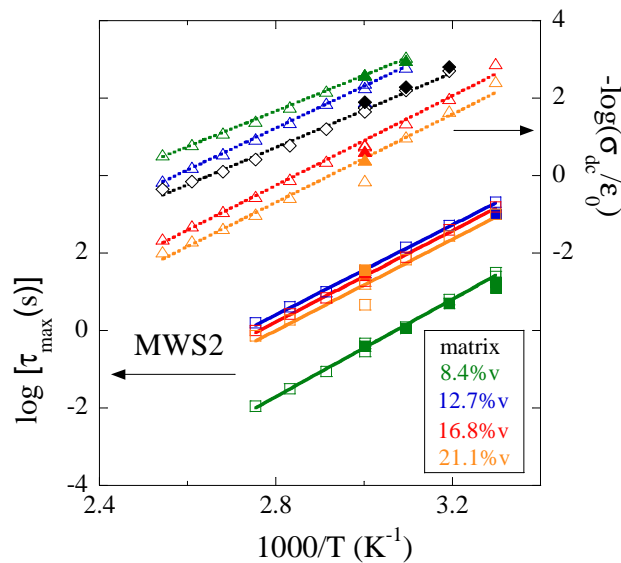 4
2
0
-2
-log(σdc/ε0)
2
0
-2
-4
log [τmax(s)]
MWS2
matrix
8.4%v
12.7%v
16.8%v
21.1%v
2.4
2.8
3.2
1000/T (K-1)